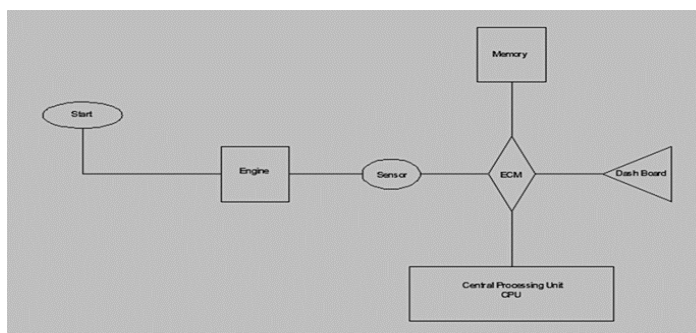 Memory
Start
Engine
Sensor
ECM
Dash Board
Central Processing Unit
CPU